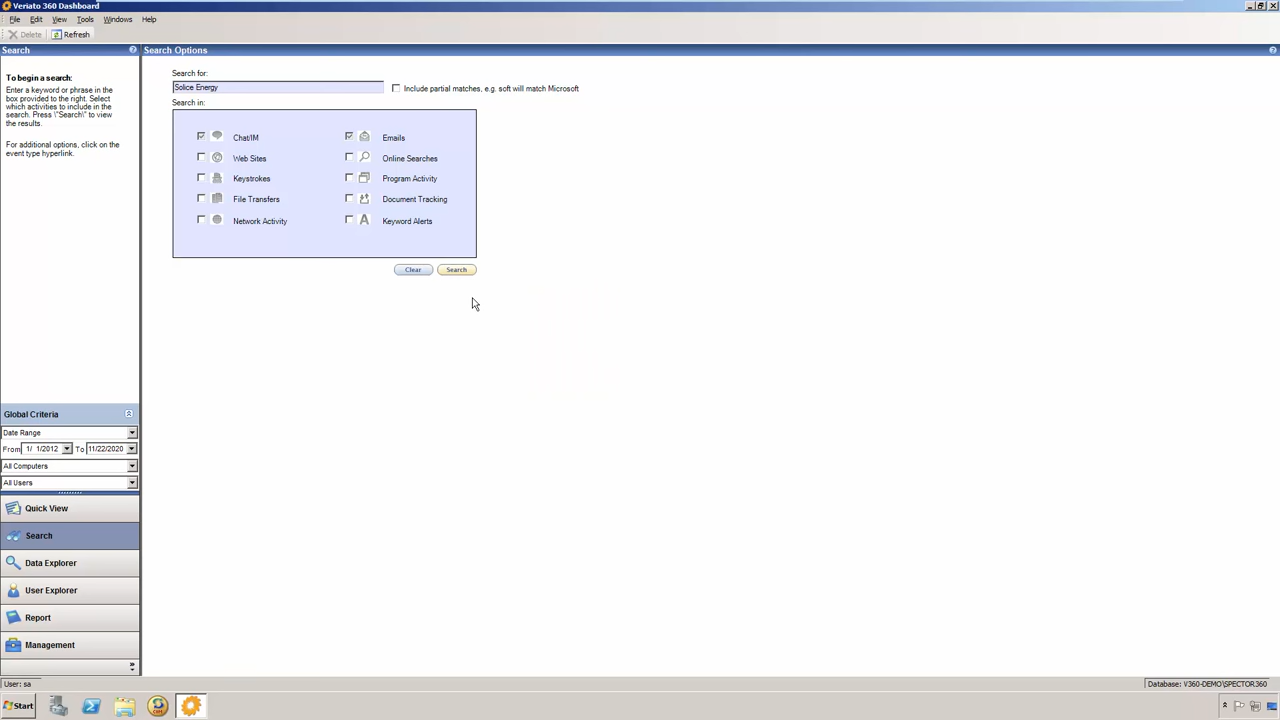 Veriato 360 Dashboard
File Edit View Tools Windows Help
Delete Refresh
Search
Search Options
To begin a search:
Enter a keyword or phrase in the
box provided to the right. Select
which activities to include in the
search. Press \"Search\" to view
the results.
For additional options, click on the
event type hyperlink.
Search for:
Solice Energy
Include partial matches, e.g. soft will match Microsoft
Search in:
Chat/IM Emails
Web Sites Online Searches
Keystrokes Program Activity
File Transfers Document Tracking
Network Activity Keyword Alerts
Clear Search
Global Criteria
Date Range
From 1/ 1/2012 To 11/22/2020
All Computers
All Users
Quick View
Search
Data Explorer
User Explorer
Report
Management
User: sa
Database: V360-DEMO\SPECTOR360
Start